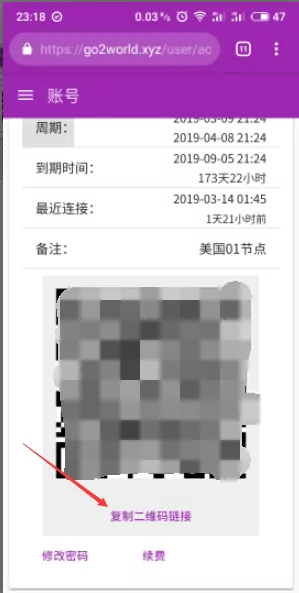 23:18 0.03 K/s 47
https://go2world.xyz/user/ac 11
账号
周期: 2019-03-09 21:24
2019-04-08 21:24
到期时间: 2019-09-05 21:24
173天22小时
最近连接: 2019-03-14 01:45
1天21小时前
备注: 美国01节点
复制二维码链接
修改密码 续费